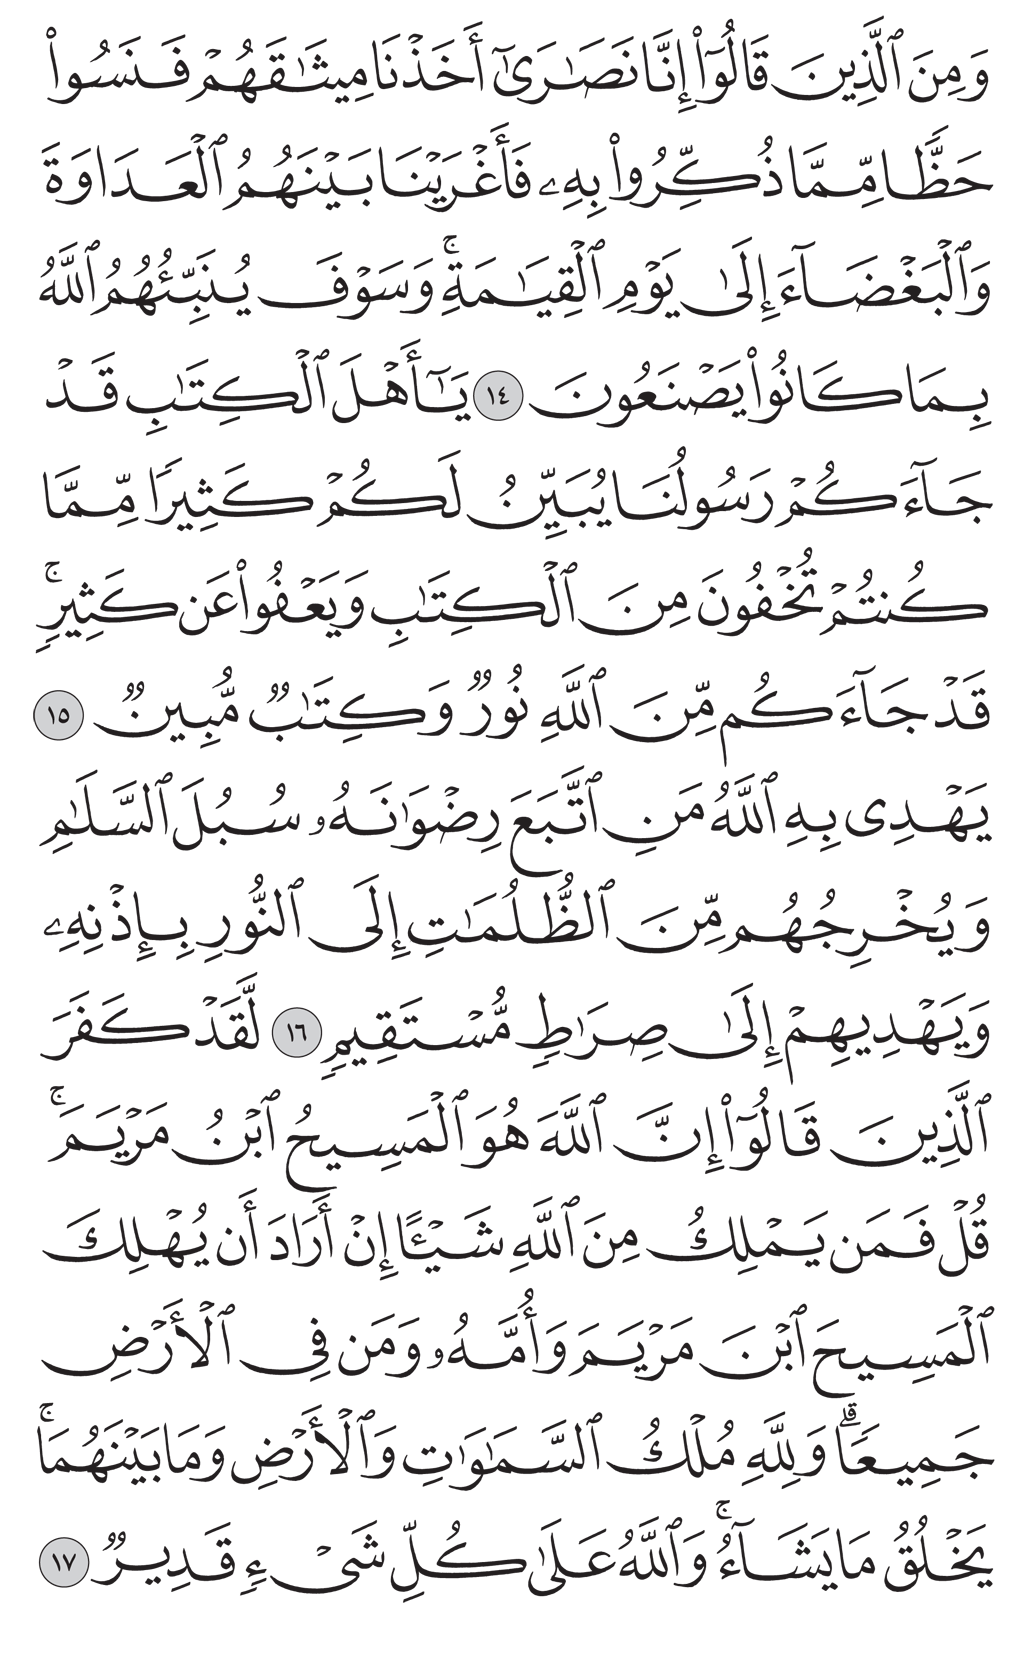 وَمِنَ ٱلَّذِينَ قَالُوٓا۟ إِنَّا نَصَـٰرَىٰٓ أَخَذْنَا مِيثَـٰقَهُمْ فَنَسُوا۟
حَظًّا مِّمَّا ذُكِّرُوا۟ بِهِۦ فَأَغْرَيْنَا بَيْنَهُمُ ٱلْعَدَاوَةَ
وَٱلْبَغْضَآءَ إِلَىٰ يَوْمِ ٱلْقِيَـٰمَةِ ۚ وَسَوْفَ يُنَبِّئُهُمُ ٱللَّهُ
بِمَا كَانُوا۟ يَصْنَعُونَ ١٤ يَـٰٓأَهْلَ ٱلْكِتَـٰبِ قَدْ
جَآءَكُمْ رَسُولُنَا يُبَيِّنُ لَكُمْ كَثِيرًا مِّمَّا
كُنتُمْ تُخْفُونَ مِنَ ٱلْكِتَـٰبِ وَيَعْفُوا۟ عَن كَثِيرٍ ۚ
قَدْ جَآءَكُم مِّنَ ٱللَّهِ نُورٌ وَكِتَـٰبٌ مُّبِينٌ ١٥
يَهْدِى بِهِ ٱللَّهُ مَنِ ٱتَّبَعَ رِضْوَٰنَهُۥ سُبُلَ ٱلسَّلَـٰمِ
وَيُخْرِجُهُم مِّنَ ٱلظُّلُمَـٰتِ إِلَى ٱلنُّورِ بِإِذْنِهِۦ
وَيَهْدِيهِمْ إِلَىٰ صِرَٰطٍ مُّسْتَقِيمٍ ١٦ لَّقَدْ كَفَرَ
ٱلَّذِينَ قَالُوٓا۟ إِنَّ ٱللَّهَ هُوَ ٱلْمَسِيحُ ٱبْنُ مَرْيَمَ ۚ
قُلْ فَمَن يَمْلِكُ مِنَ ٱللَّهِ شَيْـًٔا إِنْ أَرَادَ أَن يُهْلِكَ
ٱلْمَسِيحَ ٱبْنَ مَرْيَمَ وَأُمَّهُۥ وَمَن فِى ٱلْأَرْضِ
جَمِيعًا ۗ وَلِلَّهِ مُلْكُ ٱلسَّمَـٰوَٰتِ وَٱلْأَرْضِ وَمَا بَيْنَهُمَا ۚ
يَخْلُقُ مَا يَشَآءُ ۚ وَٱللَّهُ عَلَىٰ كُلِّ شَىْءٍ قَدِيرٌ ١٧